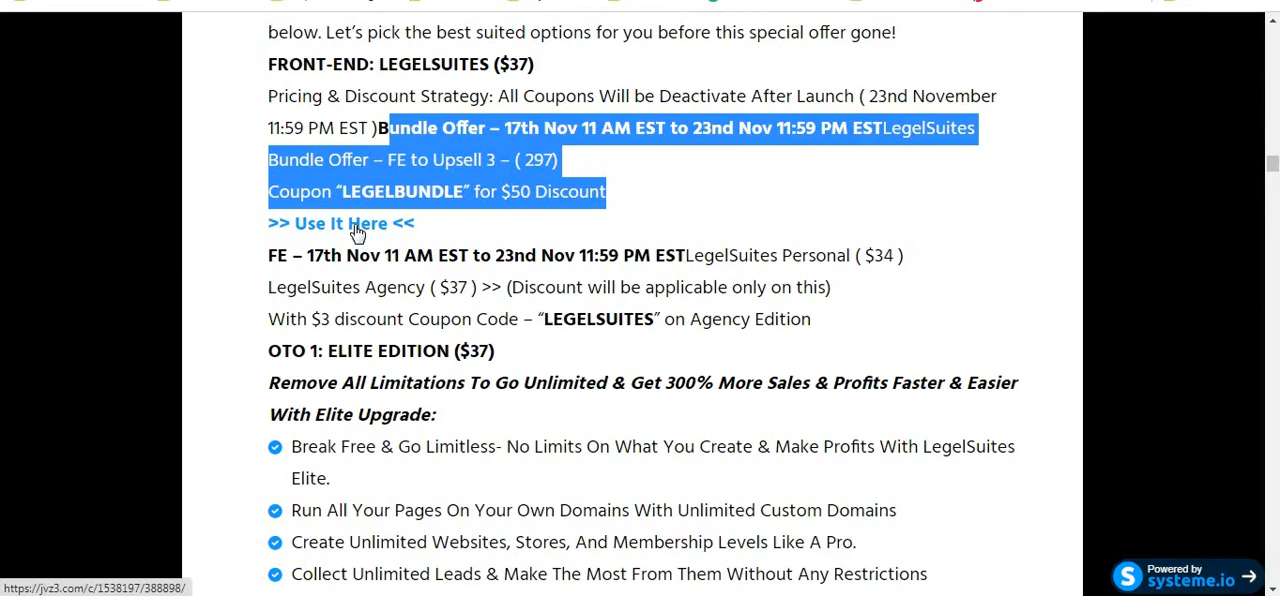 below. Let’s pick the best suited options for you before this special offer gone!
FRONT-END: LEGELSUITES ($37)
Pricing & Discount Strategy: All Coupons Will be Deactivate After Launch ( 23nd November
11:59 PM EST )Bundle Offer – 17th Nov 11 AM EST to 23nd Nov 11:59 PM ESTLegelSuites
Bundle Offer – FE to Upsell 3 – ( 297)
Coupon “LEGELBUNDLE” for $50 Discount
>> Use It Here <<
FE – 17th Nov 11 AM EST to 23nd Nov 11:59 PM ESTLegelSuites Personal ( $34 )
LegelSuites Agency ( $37 ) >> (Discount will be applicable only on this)
With $3 discount Coupon Code – “LEGELSUITES” on Agency Edition
OTO 1: ELITE EDITION ($37)
Remove All Limitations To Go Unlimited & Get 300% More Sales & Profits Faster & Easier
With Elite Upgrade:
Break Free & Go Limitless- No Limits On What You Create & Make Profits With LegelSuites
Elite.
Run All Your Pages On Your Own Domains With Unlimited Custom Domains
Create Unlimited Websites, Stores, And Membership Levels Like A Pro.
Collect Unlimited Leads & Make The Most From Them Without Any Restrictions
https://jvz3.com/c/1538197/388898/
Powered by
systeme.io